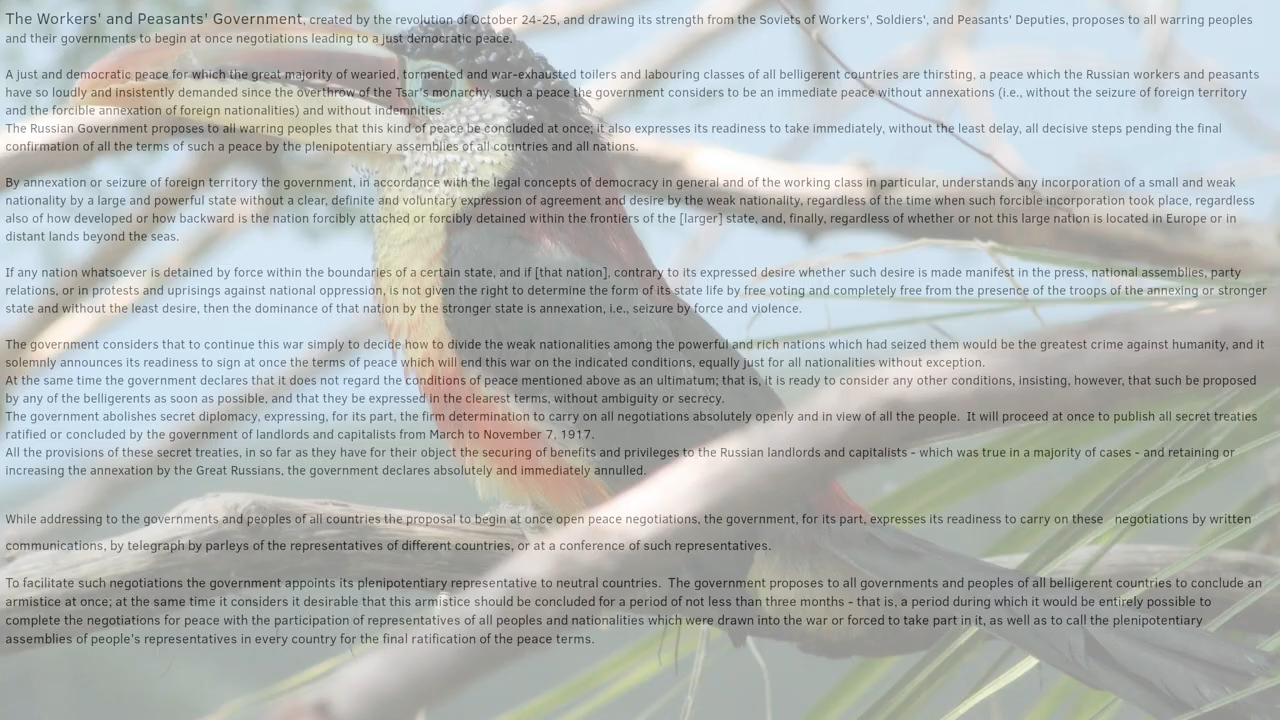 The Workers' and Peasants' Government, created by the revolution of October 24-25, and drawing its strength from the Soviets of Workers', Soldiers', and Peasants' Deputies, proposes to all warring peoples
and their governments to begin at once negotiations leading to a just democratic peace.
A just and democratic peace for which the great majority of wearied, tormented and war-exhausted toilers and labouring classes of all belligerent countries are thirsting, a peace which the Russian workers and peasants
have so loudly and insistently demanded since the overthrow of the Tsar's monarchy, such a peace the government considers to be an immediate peace without annexations (i.e., without the seizure of foreign territory
and the forcible annexation of foreign nationalities) and without indemnities.
The Russian Government proposes to all warring peoples that this kind of peace be concluded at once; it also expresses its readiness to take immediately, without the least delay, all decisive steps pending the final
confirmation of all the terms of such a peace by the plenipotentiary assemblies of all countries and all nations.
By annexation or seizure of foreign territory the government, in accordance with the legal concepts of democracy in general and of the working class in particular, understands any incorporation of a small and weak
nationality by a large and powerful state without a clear, definite and voluntary expression of agreement and desire by the weak nationality, regardless of the time when such forcible incorporation took place, regardless
also of how developed or how backward is the nation forcibly attached or forcibly detained within the frontiers of the [larger] state, and, finally, regardless of whether or not this large nation is located in Europe or in
distant lands beyond the seas.
If any nation whatsoever is detained by force within the boundaries of a certain state, and if [that nation], contrary to its expressed desire whether such desire is made manifest in the press, national assemblies, party
relations, or in protests and uprisings against national oppression, is not given the right to determine the form of its state life by free voting and completely free from the presence of the troops of the annexing or stronger
state and without the least desire, then the dominance of that nation by the stronger state is annexation, i.e., seizure by force and violence.
The government considers that to continue this war simply to decide how to divide the weak nationalities among the powerful and rich nations which had seized them would be the greatest crime against humanity, and it
solemnly announces its readiness to sign at once the terms of peace which will end this war on the indicated conditions, equally just for all nationalities without exception.
At the same time the government declares that it does not regard the conditions of peace mentioned above as an ultimatum; that is, it is ready to consider any other conditions, insisting, however, that such be proposed
by any of the belligerents as soon as possible, and that they be expressed in the clearest terms, without ambiguity or secrecy.
The government abolishes secret diplomacy, expressing, for its part, the firm determination to carry on all negotiations absolutely openly and in view of all the people.  It will proceed at once to publish all secret treaties
ratified or concluded by the government of landlords and capitalists from March to November 7, 1917.
All the provisions of these secret treaties, in so far as they have for their object the securing of benefits and privileges to the Russian landlords and capitalists - which was true in a majority of cases - and retaining or
increasing the annexation by the Great Russians, the government declares absolutely and immediately annulled.
While addressing to the governments and peoples of all countries the proposal to begin at once open peace negotiations, the government, for its part, expresses its readiness to carry on these  negotiations by written
communications, by telegraph by parleys of the representatives of different countries, or at a conference of such representatives.
To facilitate such negotiations the government appoints its plenipotentiary representative to neutral countries.  The government proposes to all governments and peoples of all belligerent countries to conclude an
armistice at once; at the same time it considers it desirable that this armistice should be concluded for a period of not less than three months - that is, a period during which it would be entirely possible to
complete the negotiations for peace with the participation of representatives of all peoples and nationalities which were drawn into the war or forced to take part in it, as well as to call the plenipotentiary
assemblies of people's representatives in every country for the final ratification of the peace terms.